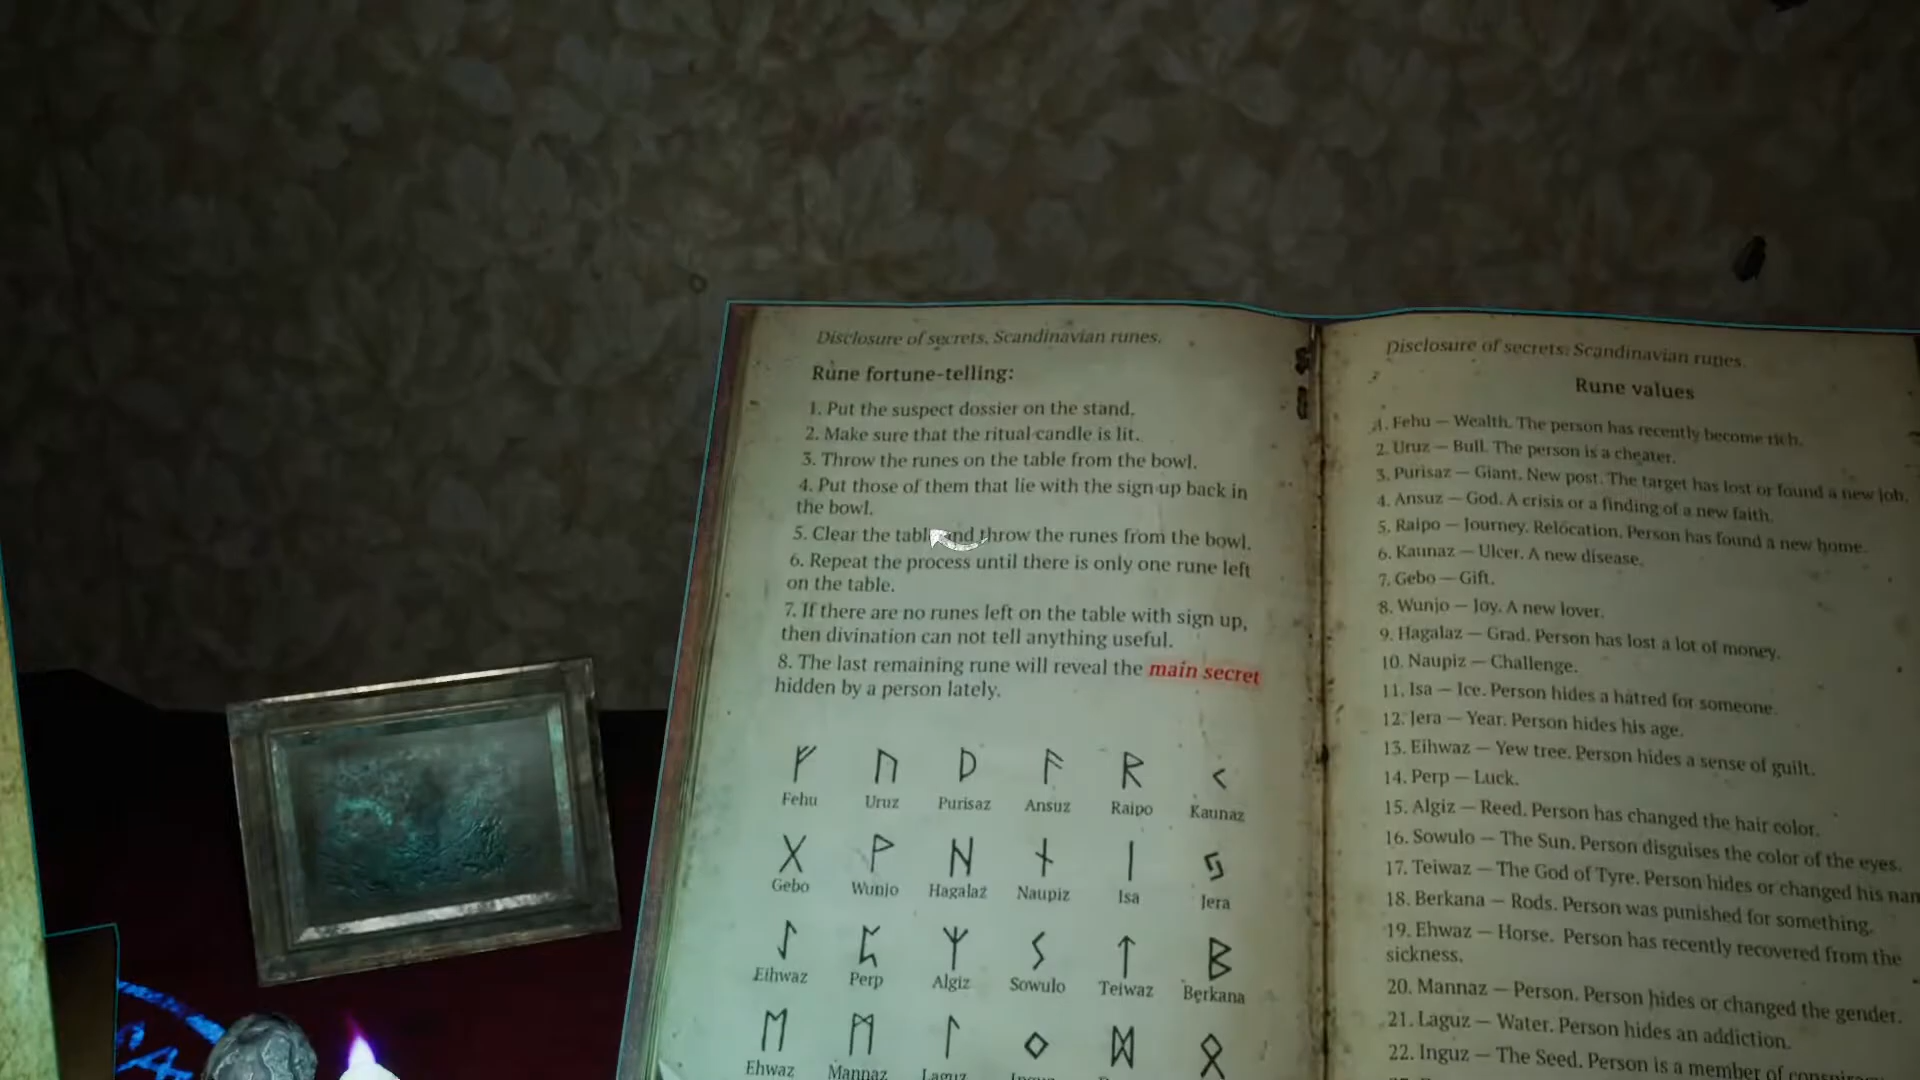 Disclosure of secrets. Scandinavian runes.
Rune fortune-telling:
1. Put the suspect dossier on the stand.
2. Make sure that the ritual candle is lit.
3. Throw the runes on the table from the bowl.
4. Put those of them that lie with the sign up back in
the bowl.
5. Clear the table and throw the runes from the bowl.
6. Repeat the process until there is only one rune left
on the table.
7. If there are no runes left on the table with sign up,
then divination can not tell anything useful.
8. The last remaining rune will reveal the main secret
hidden by a person lately.
Fehu Uruz Purisaz Ansuz Raipo Kaunaz
Gebo Wunjo Hagalaz Naupiz Isa Jera
Eihwaz Perp Algiz Sowulo Teiwaz Berkana
Ehwaz Mannaz Laguz
Disclosure of secrets. Scandinavian runes.
Rune values
1. Fehu — Wealth. The person has recently become rich.
2. Uruz — Bull. The person is a cheater.
3. Purisaz — Giant. New post. The target has lost or found a new job.
4. Ansuz — God. A crisis or a finding of a new faith.
5. Raipo — Journey. Relocation. Person has found a new home.
6. Kaunaz — Ulcer. A new disease.
7. Gebo — Gift.
8. Wunjo — Joy. A new lover.
9. Hagalaz — Grad. Person has lost a lot of money.
10. Naupiz — Challenge.
11. Isa — Ice. Person hides a hatred for someone.
12. Jera — Year. Person hides his age.
13. Eihwaz — Yew tree. Person hides a sense of guilt.
14. Perp — Luck.
15. Algiz — Reed. Person has changed the hair color.
16. Sowulo — The Sun. Person disguises the color of the eyes.
17. Teiwaz — The God of Tyre. Person hides or changed his nam
18. Berkana — Rods. Person was punished for something.
19. Ehwaz — Horse. Person has recently recovered from the
sickness.
20. Mannaz — Person. Person hides or changed the gender.
21. Laguz — Water. Person hides an addiction.
22. Inguz — The Seed. Person is a member of